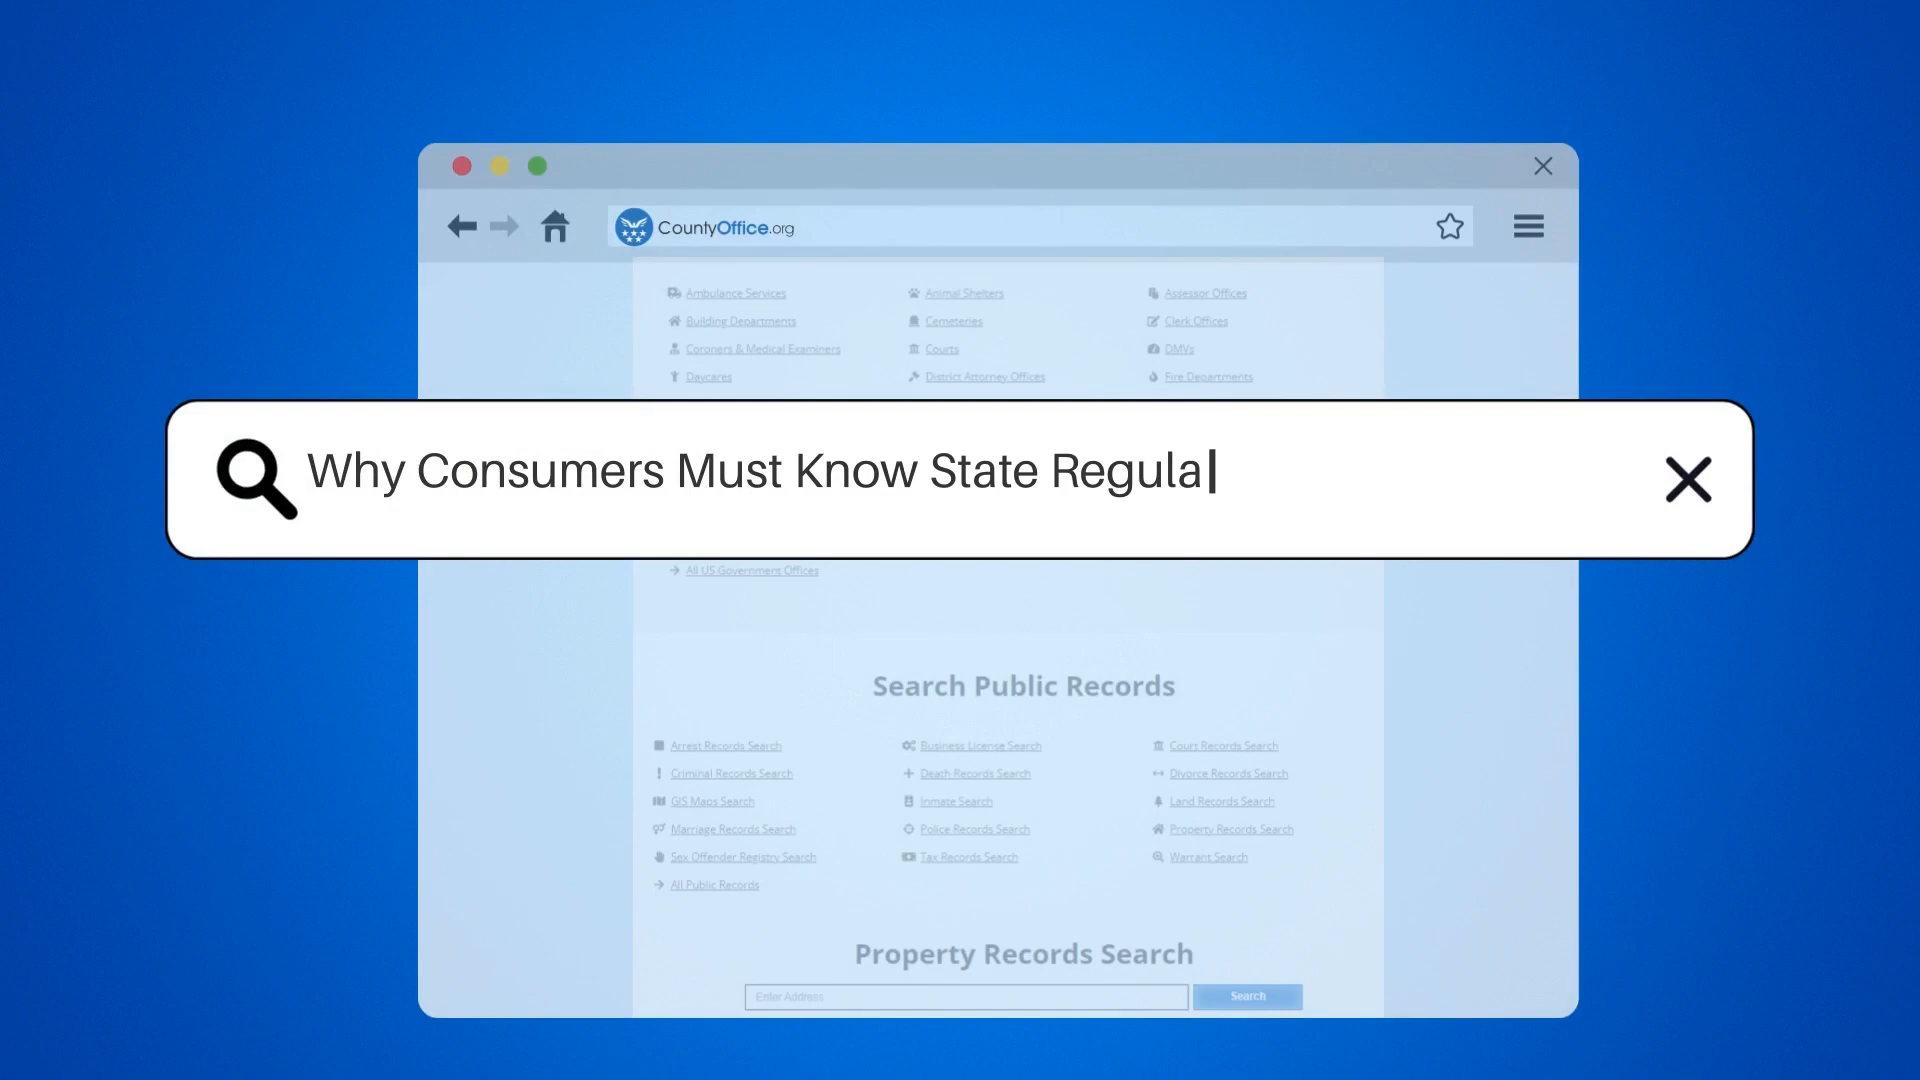 CountyOffice.org
Ambulance Services Animal Shelters Assessor Offices
Building Departments Cemeteries Clerk Offices
Coroners & Medical Examiners Courts DMVs
Daycares District Attorney Offices Fire Departments
Why Consumers Must Know State Regula
All US Government Offices
Search Public Records
Arrest Records Search Business License Search Court Records Search
Criminal Records Search Death Records Search Divorce Records Search
GIS Maps Search Inmate Search Land Records Search
Marriage Records Search Police Records Search Property Records Search
Sex Offender Registry Search Tax Records Search Warrant Search
All Public Records
Property Records Search
Enter Address Search